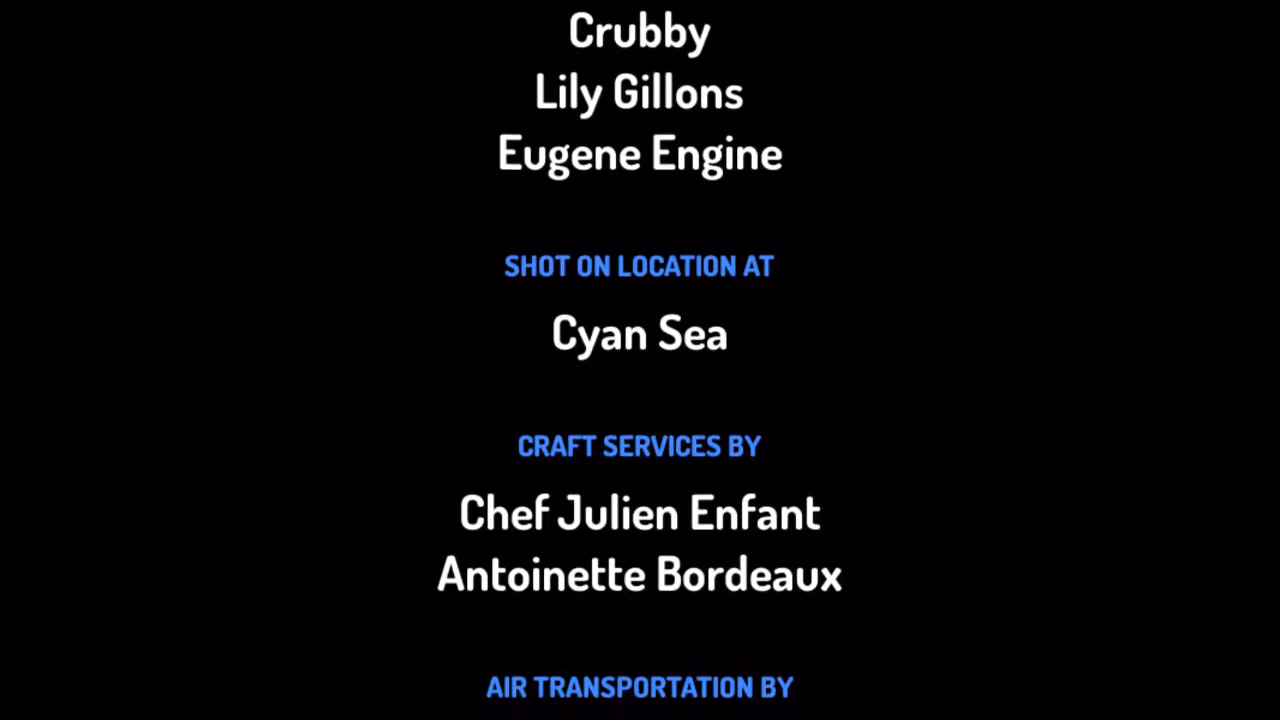 Crubby
Lily Gillons
Eugene Engine
SHOT ON LOCATION AT
Cyan Sea
CRAFT SERVICES BY
Chef Julien Enfant
Antoinette Bordeaux
AIR TRANSPORTATION BY